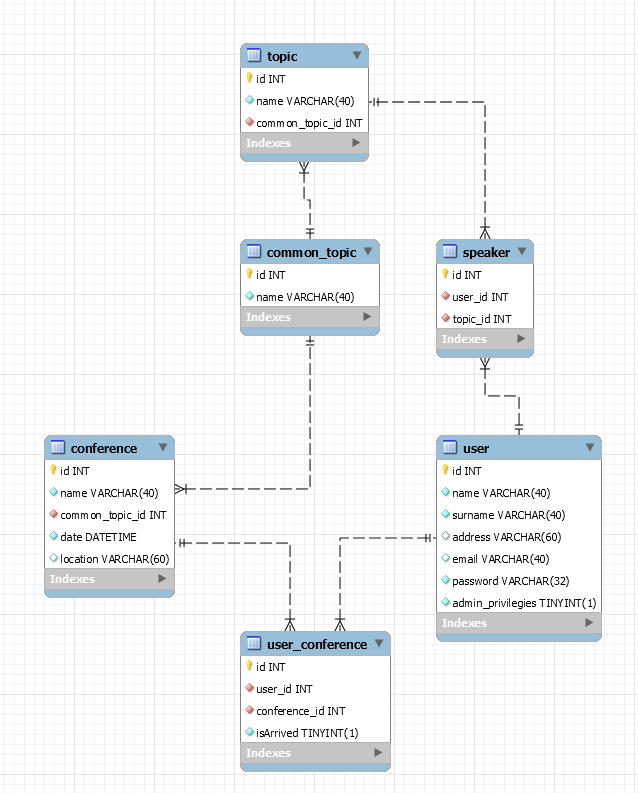 topic
id INT
name VARCHAR(40)
common_topic_id INT
Indexes
common_topic
id INT
name VARCHAR(40)
Indexes
speaker
id INT
user_id INT
topic_id INT
Indexes
conference
id INT
name VARCHAR(40)
common_topic_id INT
date DATETIME
location VARCHAR(60)
Indexes
user
id INT
name VARCHAR(40)
surname VARCHAR(40)
address VARCHAR(60)
email VARCHAR(40)
password VARCHAR(32)
admin_privilegies TINYINT(1)
Indexes
user_conference
id INT
user_id INT
conference_id INT
isArrived TINYINT(1)
Indexes